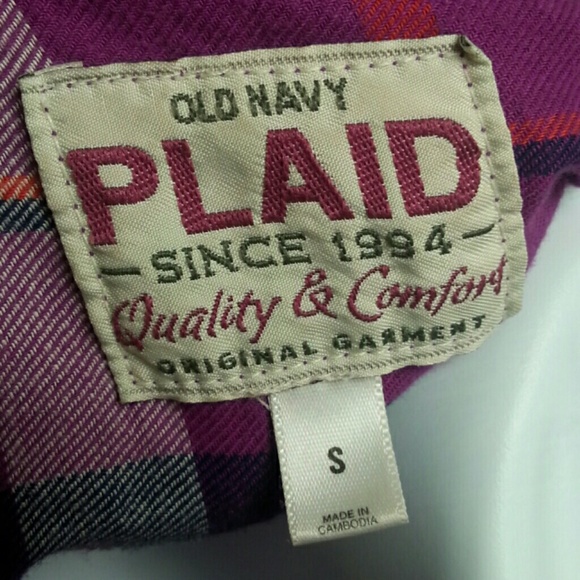 OLD NAVY
PLAID
- SINCE 1994 -
Quality & Comfort
ORIGINAL GARMENT
S
MADE IN
CAMBODIA